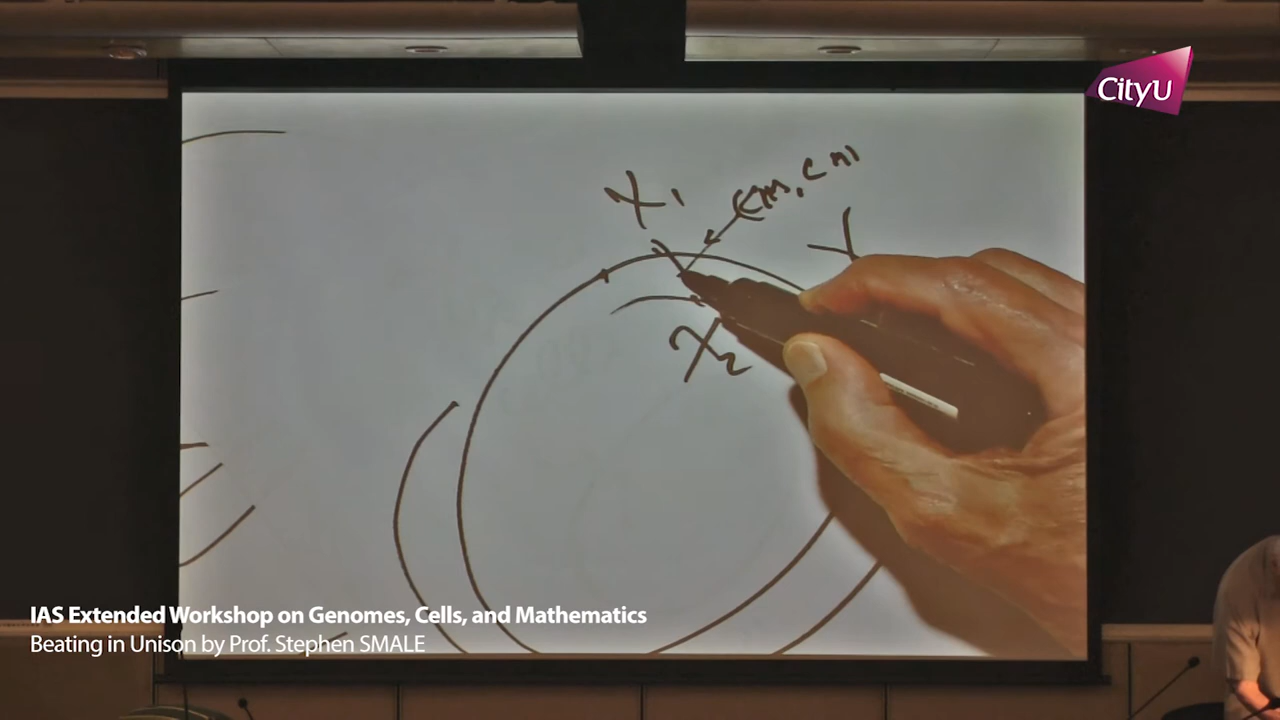 CityU
X1
X2
Y
IAS Extended Workshop on Genomes, Cells, and Mathematics
Beating in Unison by Prof. Stephen SMALE